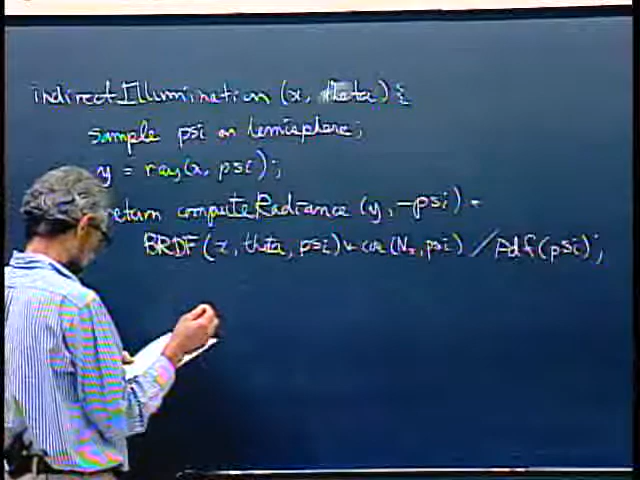 indirectIllumination (x, theta) {
sample psi on hemisphere;
y = ray(x, psi);
return computeRadiance (y, -psi) *
BRDF (x, theta, psi) * cos (Nx, psi) / pdf (psi);